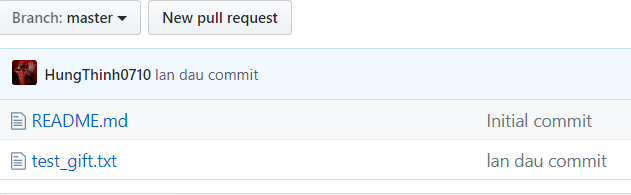 Branch: master New pull request
HungThinh0710 lan dau commit
README.md Initial commit
test_gift.txt lan dau commit